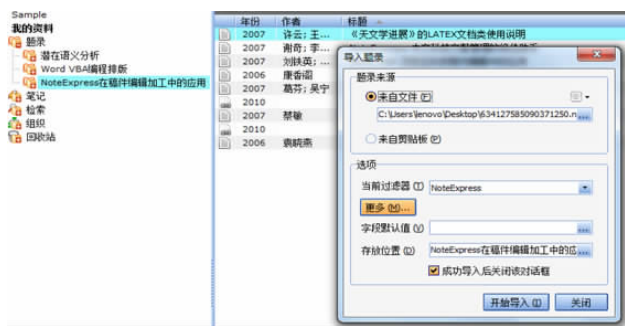 Sample
我的资料
题录
潜在语义分析
Word VBA编程排版
NoteExpress在稿件编辑加工中的应用
笔记
检索
组织
回收站
年份 作者 标题
2007 许云; 王... 《天文学进展》的LATEX文档类使用说明
2007 谢奇; 李...
2007 刘铁英; ...
2006 康香阁
2007 葛芬; 吴宁
2010
2007 禁敏
2010
2006 袁晓燕
导入题录
题录来源
来自文件(F)
C:\Users\lenovo\Desktop\634127585090371250.n
来自剪贴板(P)
选项
当前过滤器(T) NoteExpress
更多(M)...
字段默认值(V)
存放位置(D) NoteExpress在稿件编辑加工中的应
成功导入后关闭该对话框
开始导入(I) 关闭